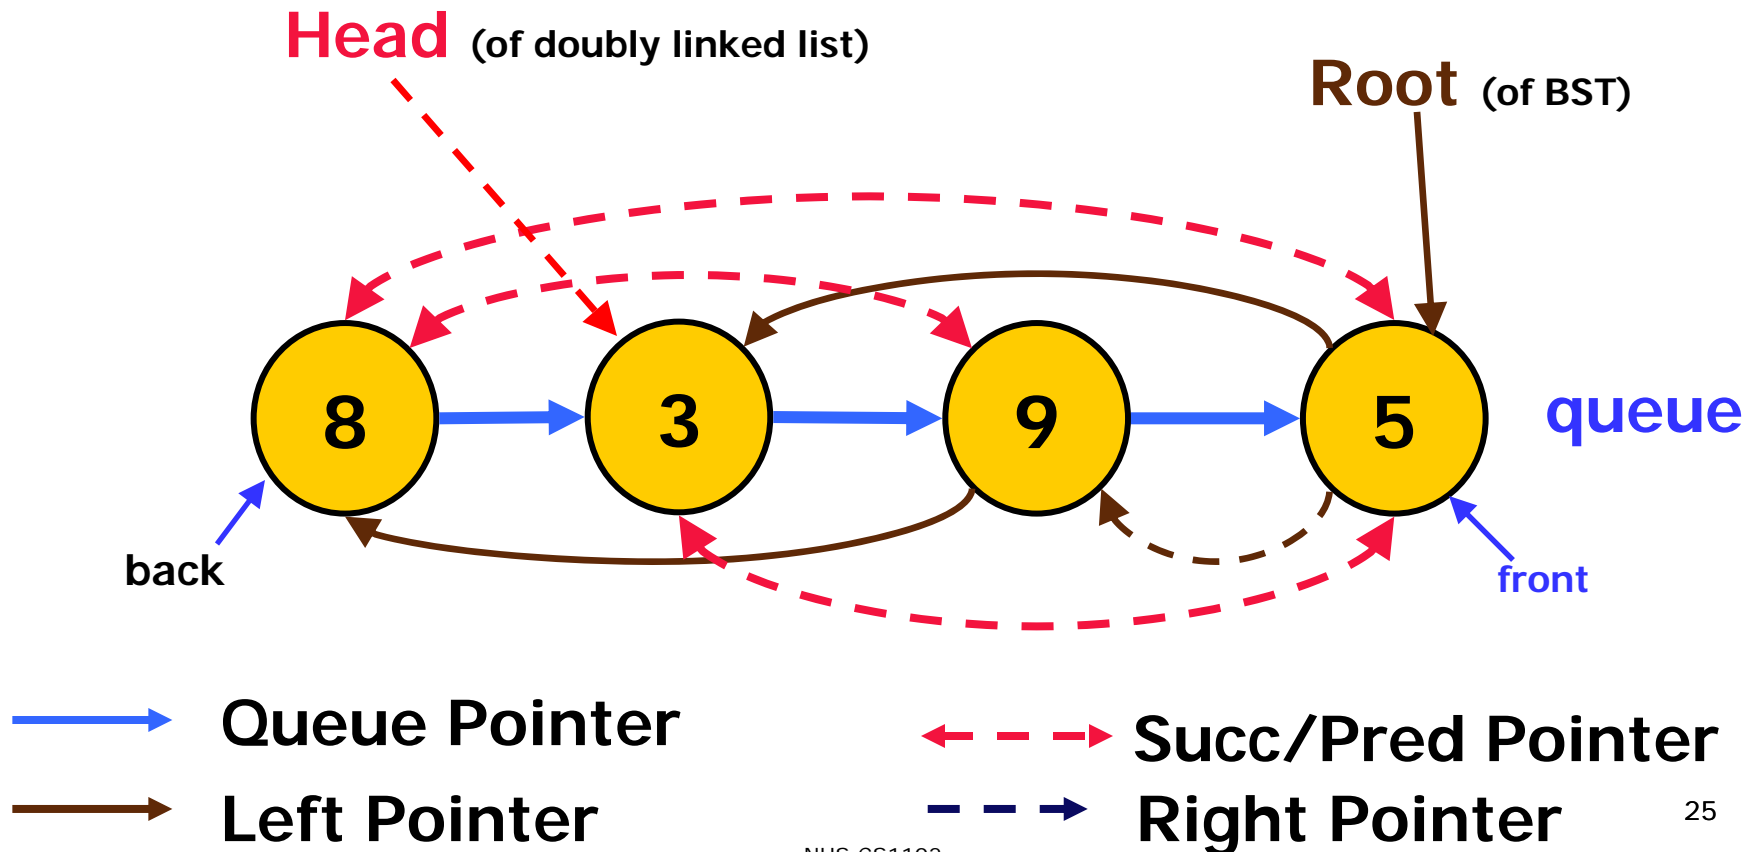 Head (of doubly linked list)
Root (of BST)
8 3 9 5 queue
back
front
Queue Pointer
Succ/Pred Pointer
Left Pointer
Right Pointer
25